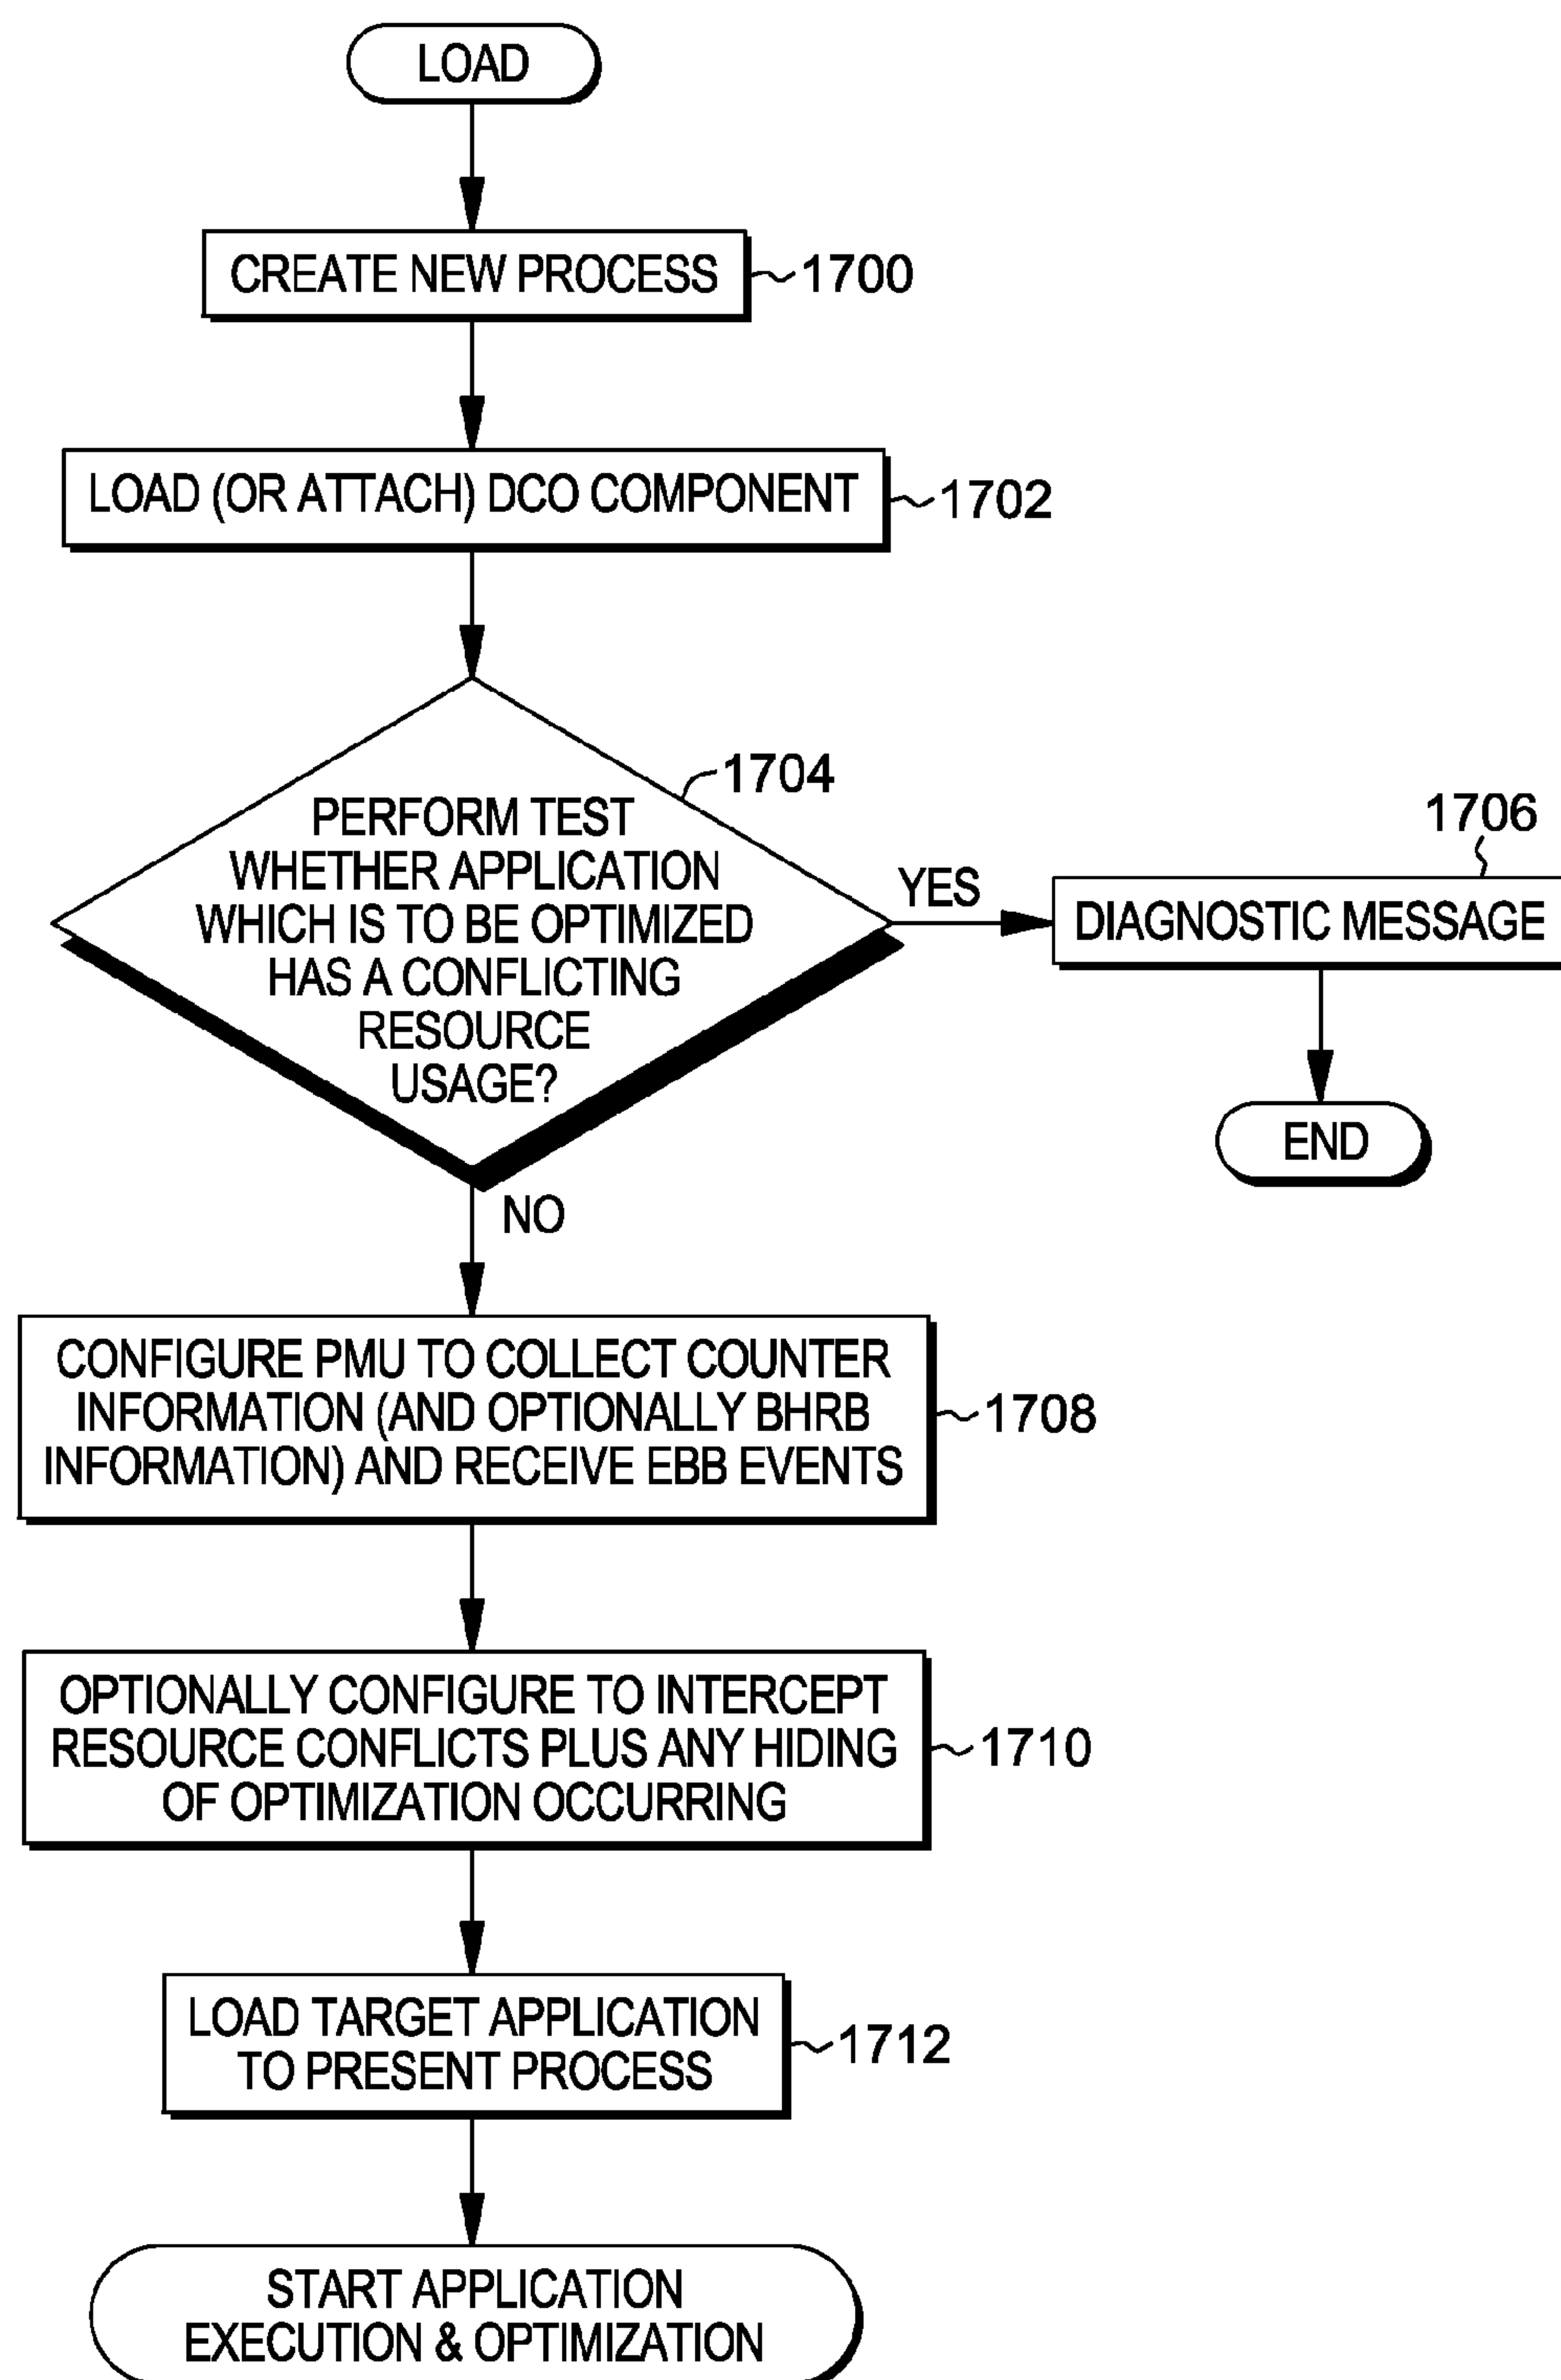 LOAD
CREATE NEW PROCESS
1700
LOAD (OR ATTACH) DCO COMPONENT
1702
1704
PERFORM TEST
WHETHER APPLICATION
WHICH IS TO BE OPTIMIZED
HAS A CONFLICTING
RESOURCE
USAGE?
YES
1706
DIAGNOSTIC MESSAGE
END
NO
CONFIGURE PMU TO COLLECT COUNTER
INFORMATION (AND OPTIONALLY BHRB
INFORMATION) AND RECEIVE EBB EVENTS
1708
OPTIONALLY CONFIGURE TO INTERCEPT
RESOURCE CONFLICTS PLUS ANY HIDING
OF OPTIMIZATION OCCURRING
1710
LOAD TARGET APPLICATION
TO PRESENT PROCESS
1712
START APPLICATION
EXECUTION & OPTIMIZATION